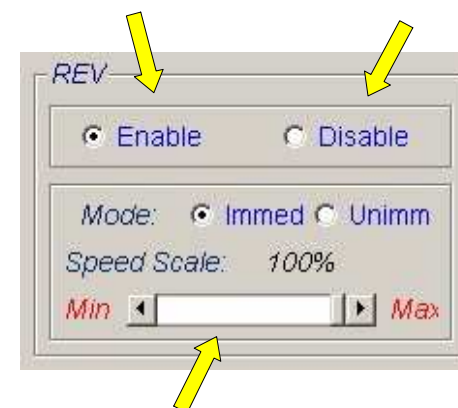 REV
Enable Disable
Mode: Immed Unimm
Speed Scale: 100%
Min Max